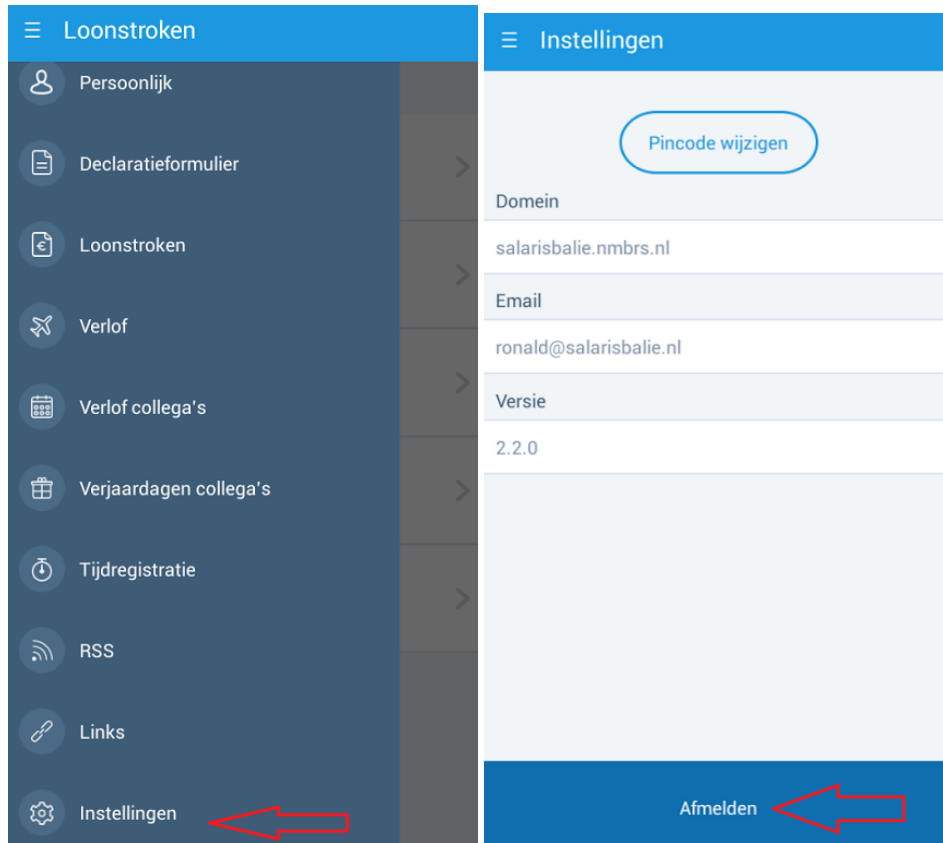 Loonstroken
Persoonlijk
Declaratieformulier
Loonstroken
Verlof
Verlof collega's
Verjaardagen collega's
Tijdregistratie
RSS
Links
Instellingen
Instellingen
Pincode wijzigen
Domein
salarisbalie.nmbrs.nl
Email
ronald@salarisbalie.nl
Versie
2.2.0
Afmelden